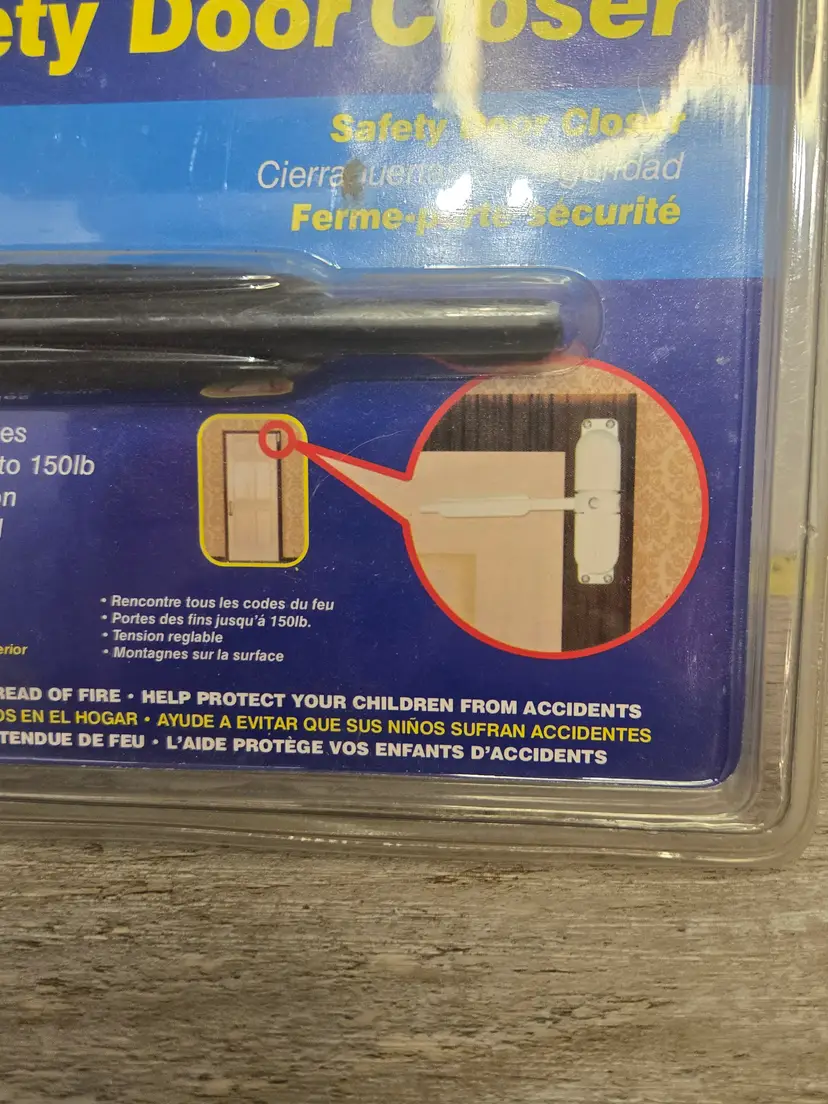 ety Door Closer
Safety Door Closer
Cierra
Ferme-porte sécurité
es
to 150lb
on
• Rencontre tous les codes du feu
• Portes des fins jusqu'á 150lb.
• Tension reglable
• Montagnes sur la surface
erior
READ OF FIRE • HELP PROTECT YOUR CHILDREN FROM ACCIDENTS
OS EN EL HOGAR • AYUDE A EVITAR QUE SUS NIÑOS SUFRAN ACCIDENTES
TENDUE DE FEU • L'AIDE PROTÈGE VOS ENFANTS D'ACCIDENTS